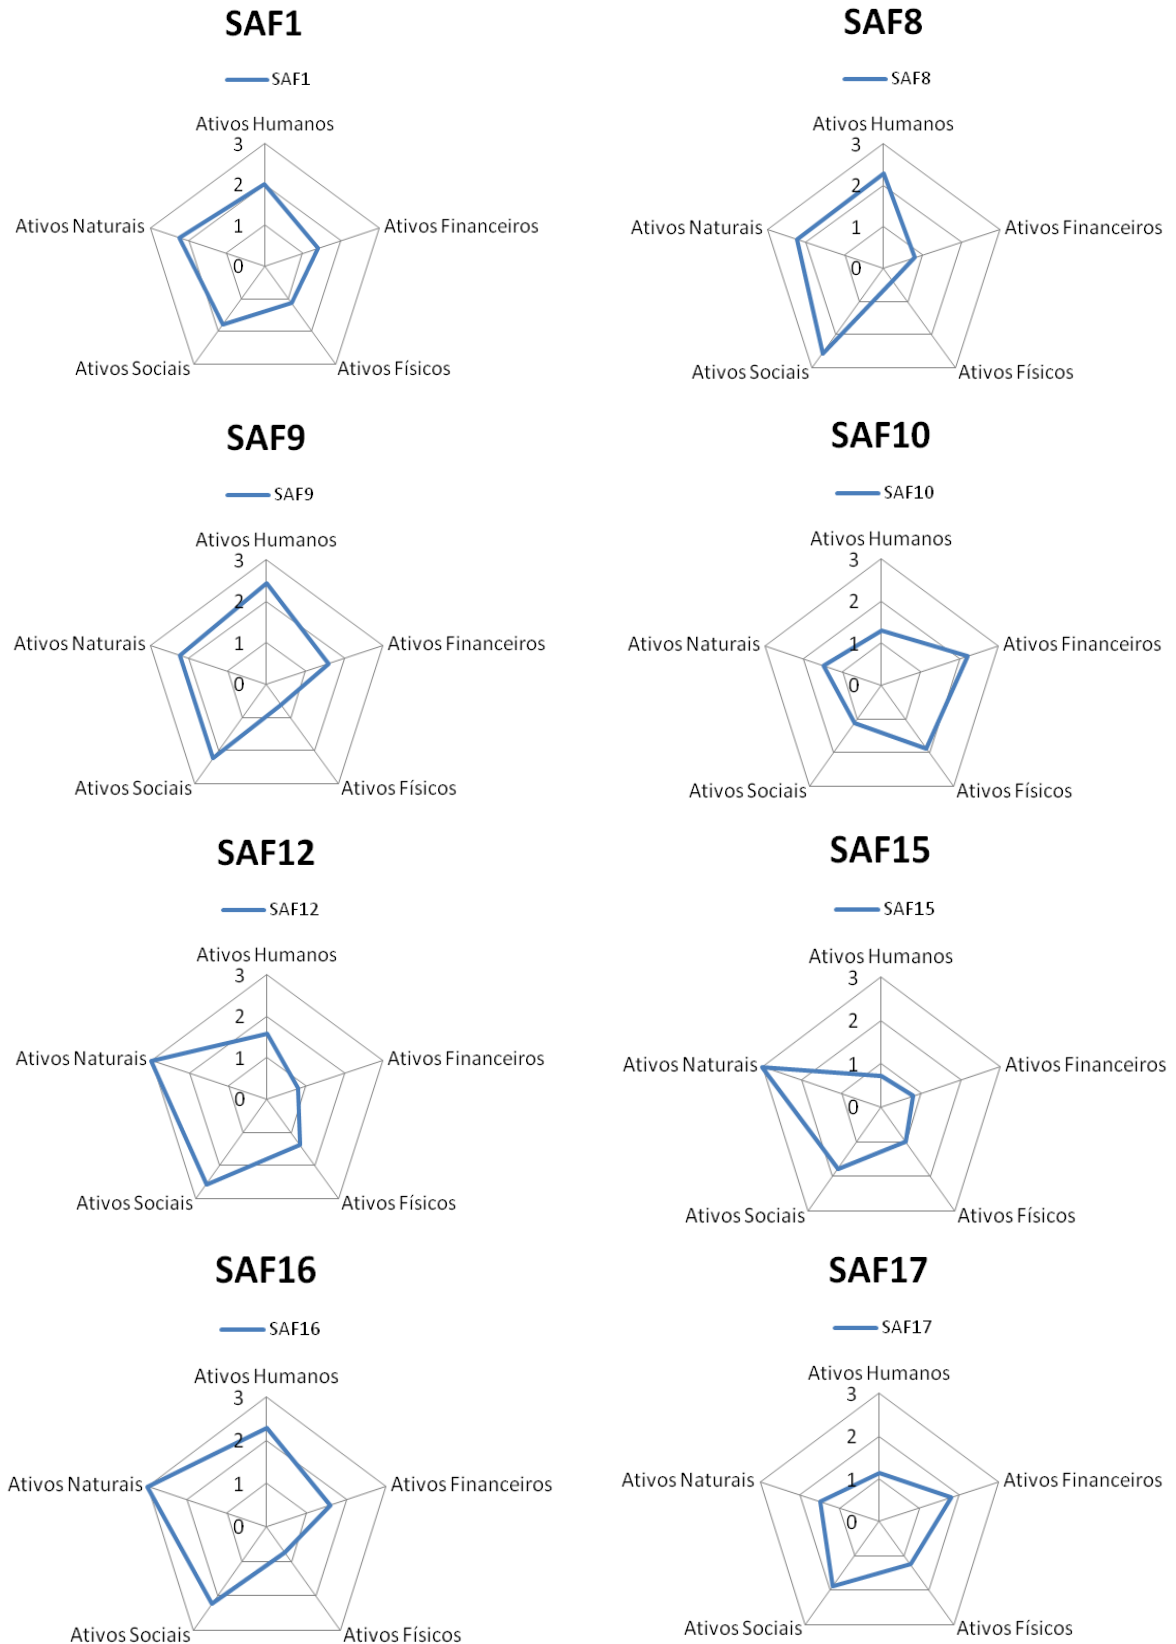 SAF1
SAF1
Ativos Humanos
3
2
1
0
Ativos Naturais
Ativos Financeiros
Ativos Sociais
Ativos Físicos
SAF8
SAF8
Ativos Humanos
3
2
1
0
Ativos Naturais
Ativos Financeiros
Ativos Sociais
Ativos Físicos
SAF9
SAF9
Ativos Humanos
3
2
1
0
Ativos Naturais
Ativos Financeiros
Ativos Sociais
Ativos Físicos
SAF10
SAF10
Ativos Humanos
3
2
1
0
Ativos Naturais
Ativos Financeiros
Ativos Sociais
Ativos Físicos
SAF12
SAF12
Ativos Humanos
3
2
1
0
Ativos Naturais
Ativos Financeiros
Ativos Sociais
Ativos Físicos
SAF15
SAF15
Ativos Humanos
3
2
1
0
Ativos Naturais
Ativos Financeiros
Ativos Sociais
Ativos Físicos
SAF16
SAF16
Ativos Humanos
3
2
1
0
Ativos Naturais
Ativos Financeiros
Ativos Sociais
Ativos Físicos
SAF17
SAF17
Ativos Humanos
3
2
1
0
Ativos Naturais
Ativos Financeiros
Ativos Sociais
Ativos Físicos